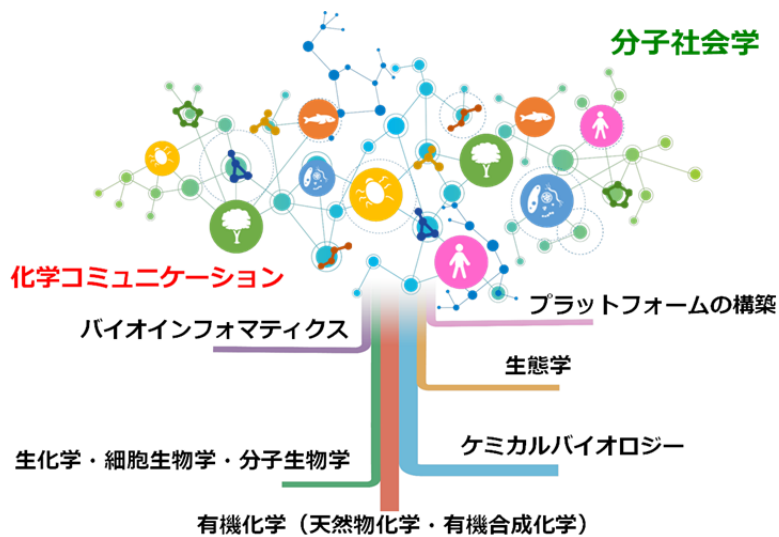 分子社会学
化学コミュニケーション
プラットフォームの構築
バイオインフォマティクス
生態学
ケミカルバイオロジー
生化学・細胞生物学・分子生物学
有機化学（天然物化学・有機合成化学）